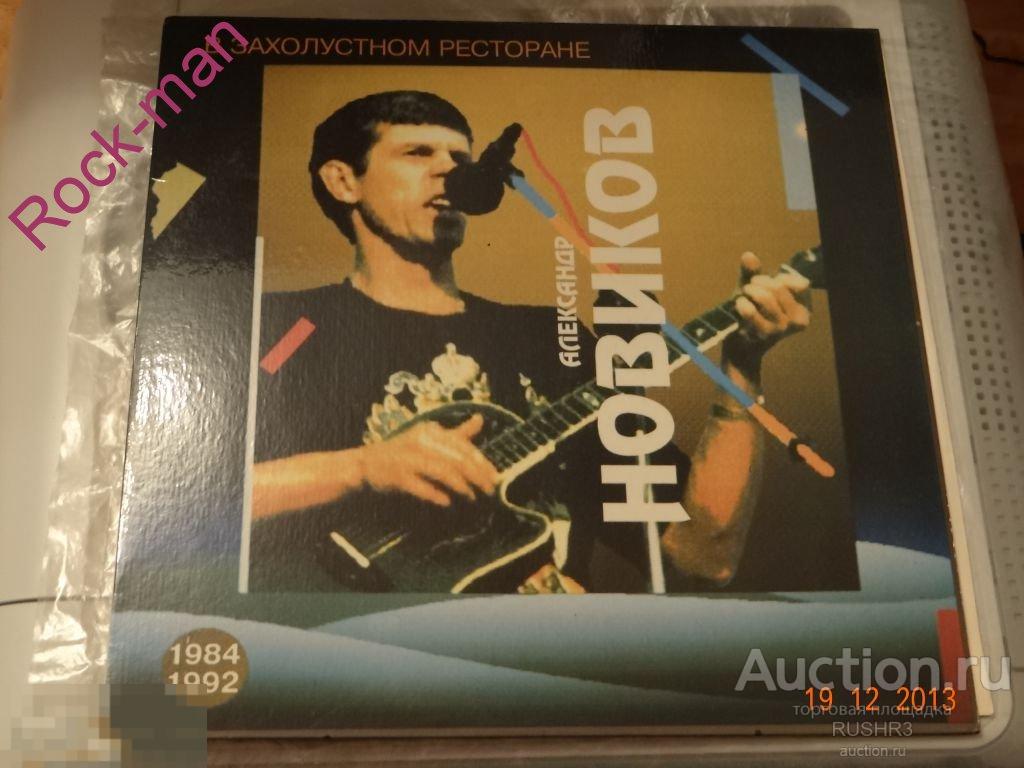 В ЗАХОЛУСТНОМ РЕСТОРАНЕ
Rock-man
АЛЕКСАНДР
НОВИКОВ
1984
1992
Auction.ru
19 12 2013
торговая площадка
RUSHR3
auction.ru